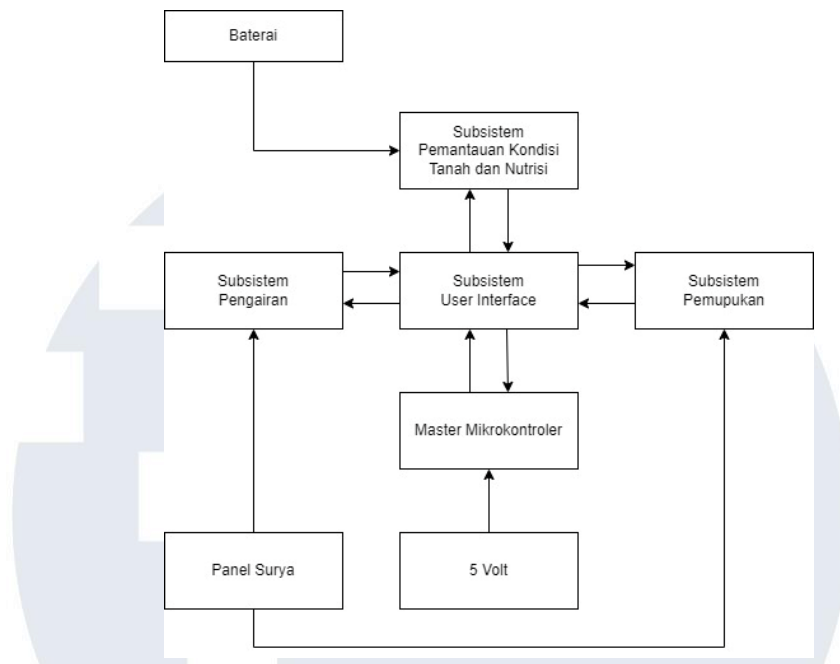 Baterai
Subsistem
Pemantauan Kondisi
Tanah dan Nutrisi
Subsistem
Pengairan
Subsistem
User Interface
Subsistem
Pemupukan
Master Mikrokontroler
Panel Surya
5 Volt